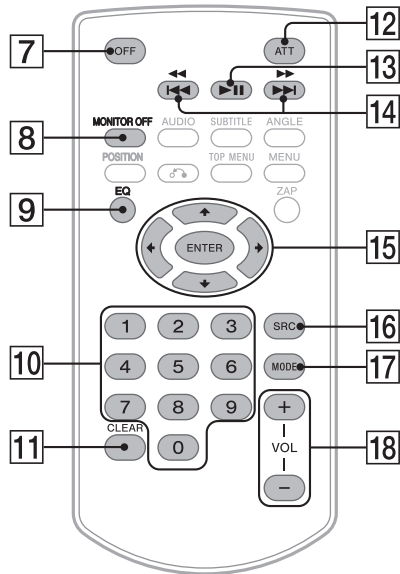 7
OFF
ATT
12
13
14
8
MONITOR OFF
AUDIO
SUBTITLE
ANGLE
POSITION
TOP MENU
MENU
9
EQ
ZAP
ENTER
15
1
2
3
SRC
16
10
4
5
6
MODE
17
7
8
9
+
CLEAR
11
0
VOL
18
−